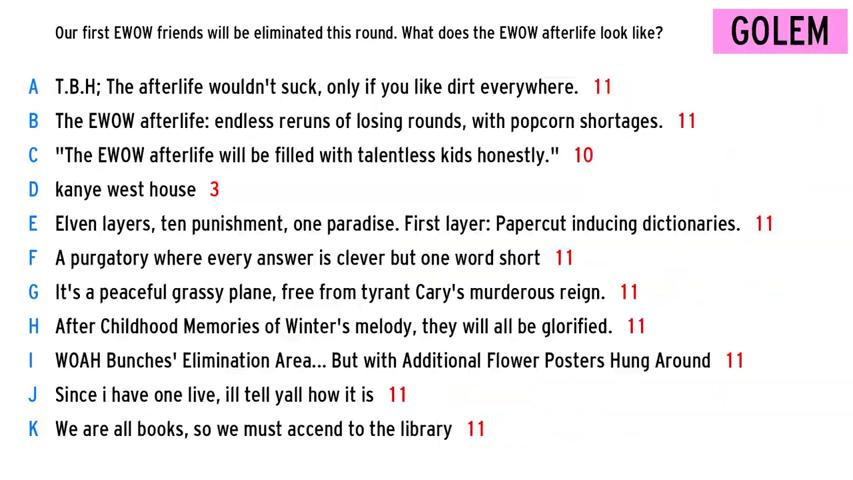 Our first EWOW friends will be eliminated this round. What does the EWOW afterlife look like?
GOLEM
A T.B.H; The afterlife wouldn't suck, only if you like dirt everywhere. 11
B The EWOW afterlife: endless reruns of losing rounds, with popcorn shortages. 11
C "The EWOW afterlife will be filled with talentless kids honestly." 10
D kanye west house 3
E Elven layers, ten punishment, one paradise. First layer: Papercut inducing dictionaries. 11
F A purgatory where every answer is clever but one word short 11
G It's a peaceful grassy plane, free from tyrant Cary's murderous reign. 11
H After Childhood Memories of Winter's melody, they will all be glorified. 11
I WOAH Bunches' Elimination Area... But with Additional Flower Posters Hung Around 11
J Since i have one live, ill tell yall how it is 11
K We are all books, so we must accend to the library 11